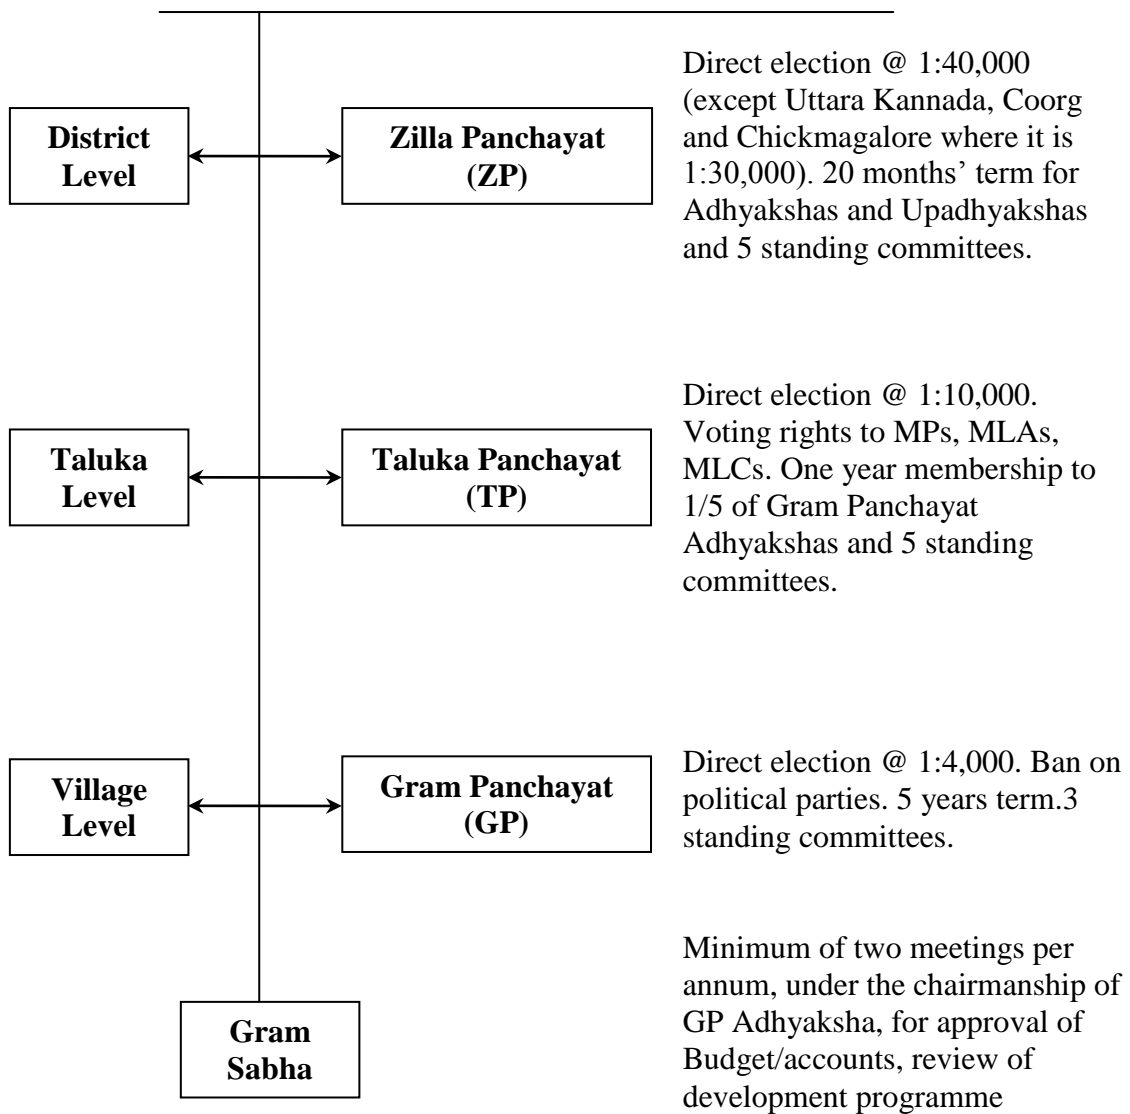 District
Level
Zilla Panchayat
(ZP)
Direct election @ 1:40,000
(except Uttara Kannada, Coorg
and Chickmagalore where it is
1:30,000). 20 months’ term for
Adhyakshas and Upadhyakshas
and 5 standing committees.
Taluka
Level
Taluka Panchayat
(TP)
Direct election @ 1:10,000.
Voting rights to MPs, MLAs,
MLCs. One year membership to
1/5 of Gram Panchayat
Adhyakshas and 5 standing
committees.
Village
Level
Gram Panchayat
(GP)
Direct election @ 1:4,000. Ban on
political parties. 5 years term.3
standing committees.
Gram
Sabha
Minimum of two meetings per
annum, under the chairmanship of
GP Adhyaksha, for approval of
Budget/accounts, review of
development programme